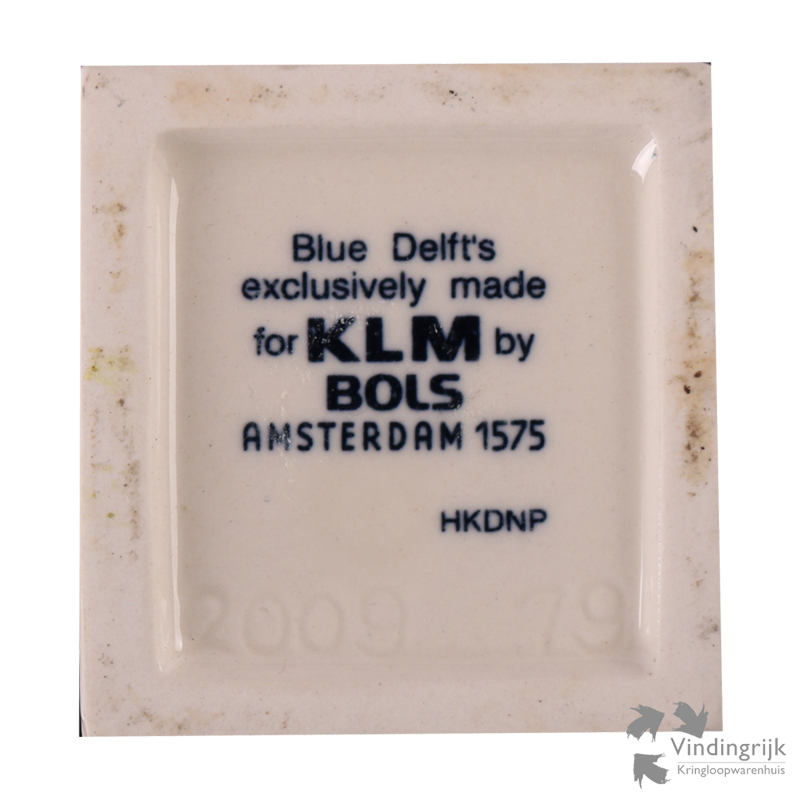 Blue Delft's
exclusively made
for KLM by
BOLS
AMSTERDAM 1575
HKDNP
2009 79
Vindingrijk
Kringloopwarenhuis